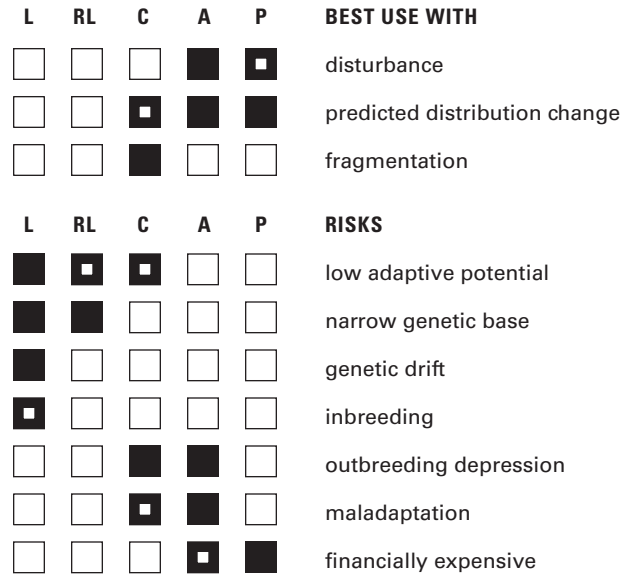 L RL C A P BEST USE WITH
disturbance
predicted distribution change
fragmentation
L RL C A P RISKS
low adaptive potential
narrow genetic base
genetic drift
inbreeding
outbreeding depression
maladaptation
financially expensive